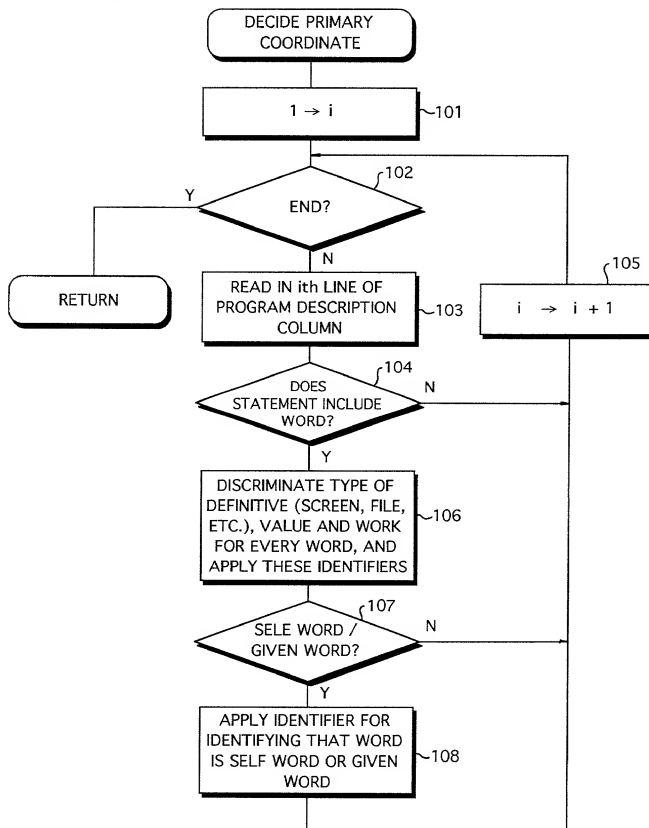 DECIDE PRIMARY
COORDINATE
1 → i
101
102
Y
END?
N
RETURN
READ IN ith LINE OF
PROGRAM DESCRIPTION
COLUMN
103
105
i → i + 1
104
DOES
STATEMENT INCLUDE
WORD?
N
Y
DISCRIMINATE TYPE OF
DEFINITIVE (SCREEN, FILE,
ETC.), VALUE AND WORK
FOR EVERY WORD, AND
APPLY THESE IDENTIFIERS
106
107
SELE WORD /
GIVEN WORD?
N
Y
APPLY IDENTIFIER FOR
IDENTIFYING THAT WORD
IS SELF WORD OR GIVEN
WORD
108